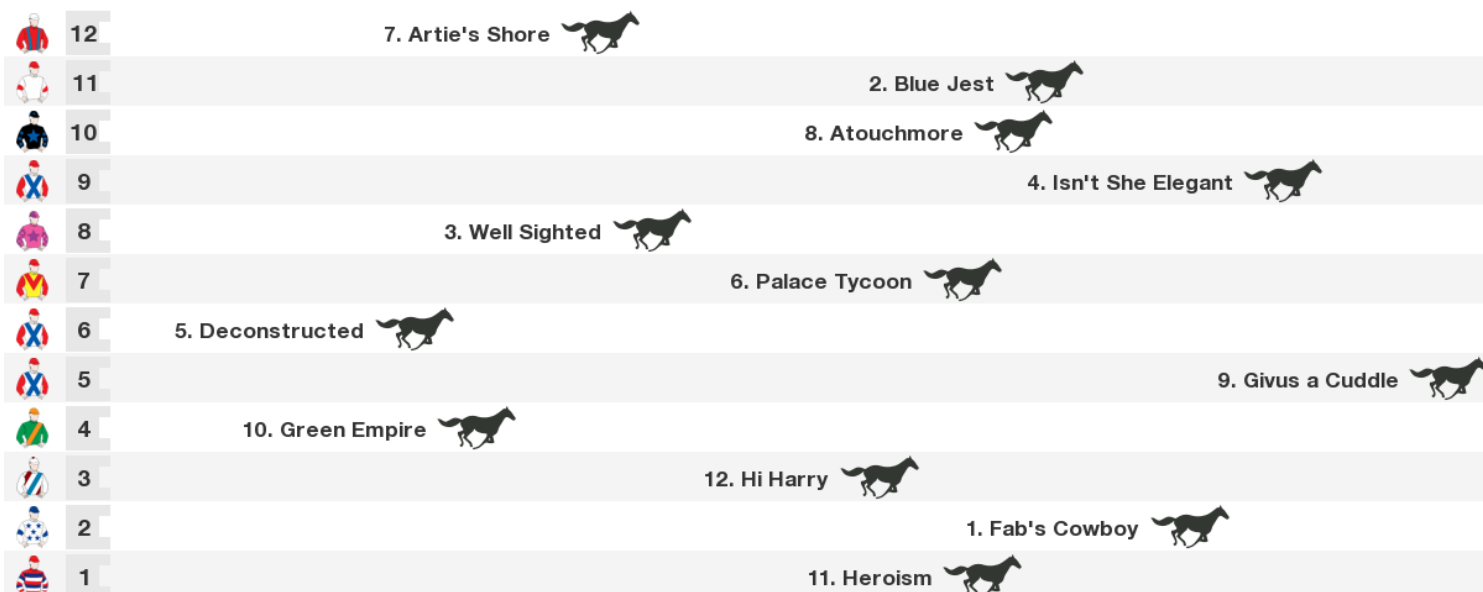 12 7. Artie's Shore
11 2. Blue Jest
10 8. Atouchmore
9 4. Isn't She Elegant
8 3. Well Sighted
7 6. Palace Tycoon
6 5. Deconstructed
5 9. Givus a Cuddle
4 10. Green Empire
3 12. Hi Harry
2 1. Fab's Cowboy
1 11. Heroism